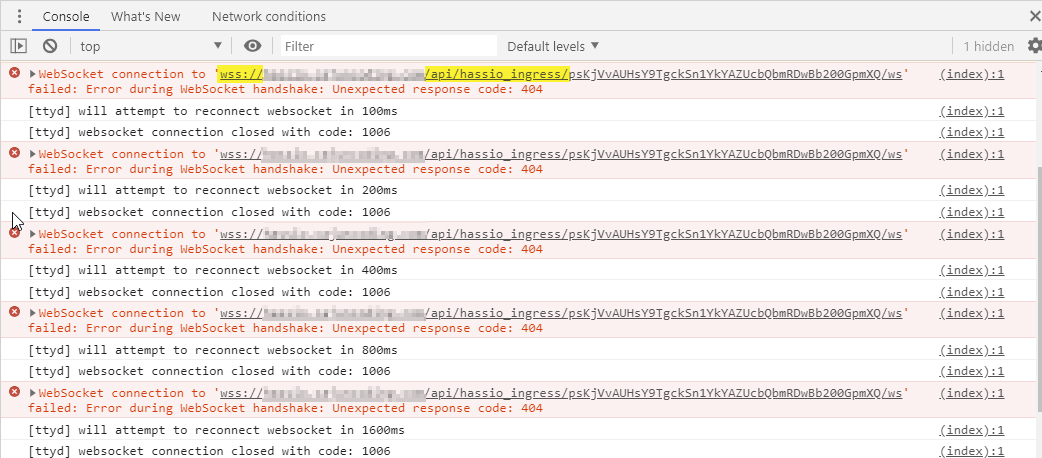 Console What's New Network conditions
top Filter Default levels 1 hidden
WebSocket connection to 'wss:// /api/hassio_ingress/psKjVvAUHsY9TgckSn1YkYAZUcbQbmRDwBb200GpmXQ/ws' (index):1
failed: Error during WebSocket handshake: Unexpected response code: 404
[ttyd] will attempt to reconnect websocket in 100ms (index):1
[ttyd] websocket connection closed with code: 1006 (index):1
WebSocket connection to 'wss:// /api/hassio_ingress/psKjVvAUHsY9TgckSn1YkYAZUcbQbmRDwBb200GpmXQ/ws' (index):1
failed: Error during WebSocket handshake: Unexpected response code: 404
[ttyd] will attempt to reconnect websocket in 200ms (index):1
[ttyd] websocket connection closed with code: 1006 (index):1
WebSocket connection to 'wss:// /api/hassio_ingress/psKjVvAUHsY9TgckSn1YkYAZUcbQbmRDwBb200GpmXQ/ws' (index):1
failed: Error during WebSocket handshake: Unexpected response code: 404
[ttyd] will attempt to reconnect websocket in 400ms (index):1
[ttyd] websocket connection closed with code: 1006 (index):1
WebSocket connection to 'wss:// /api/hassio_ingress/psKjVvAUHsY9TgckSn1YkYAZUcbQbmRDwBb200GpmXQ/ws' (index):1
failed: Error during WebSocket handshake: Unexpected response code: 404
[ttyd] will attempt to reconnect websocket in 800ms (index):1
[ttyd] websocket connection closed with code: 1006 (index):1
WebSocket connection to 'wss:// /api/hassio_ingress/psKjVvAUHsY9TgckSn1YkYAZUcbQbmRDwBb200GpmXQ/ws' (index):1
failed: Error during WebSocket handshake: Unexpected response code: 404
[ttyd] will attempt to reconnect websocket in 1600ms (index):1
[ttyd] websocket connection closed with code: 1006 (index):1